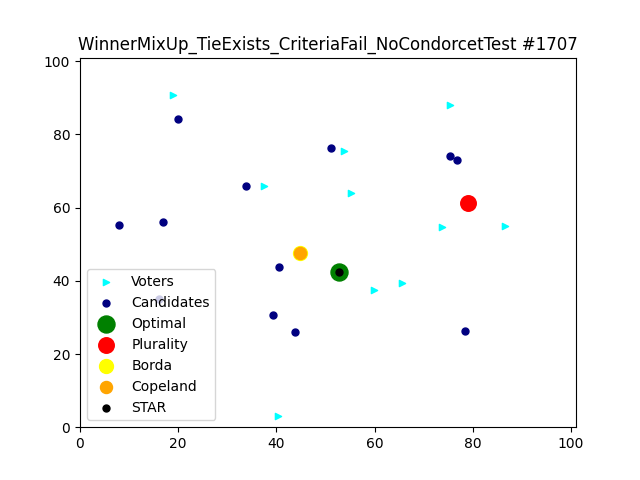 WinnerMixUp_TieExists_CriteriaFail_NoCondorcetTest #1707
100
80
60
40
20
0
Voters
Candidates
Optimal
Plurality
Borda
Copeland
STAR
0 20 40 60 80 100